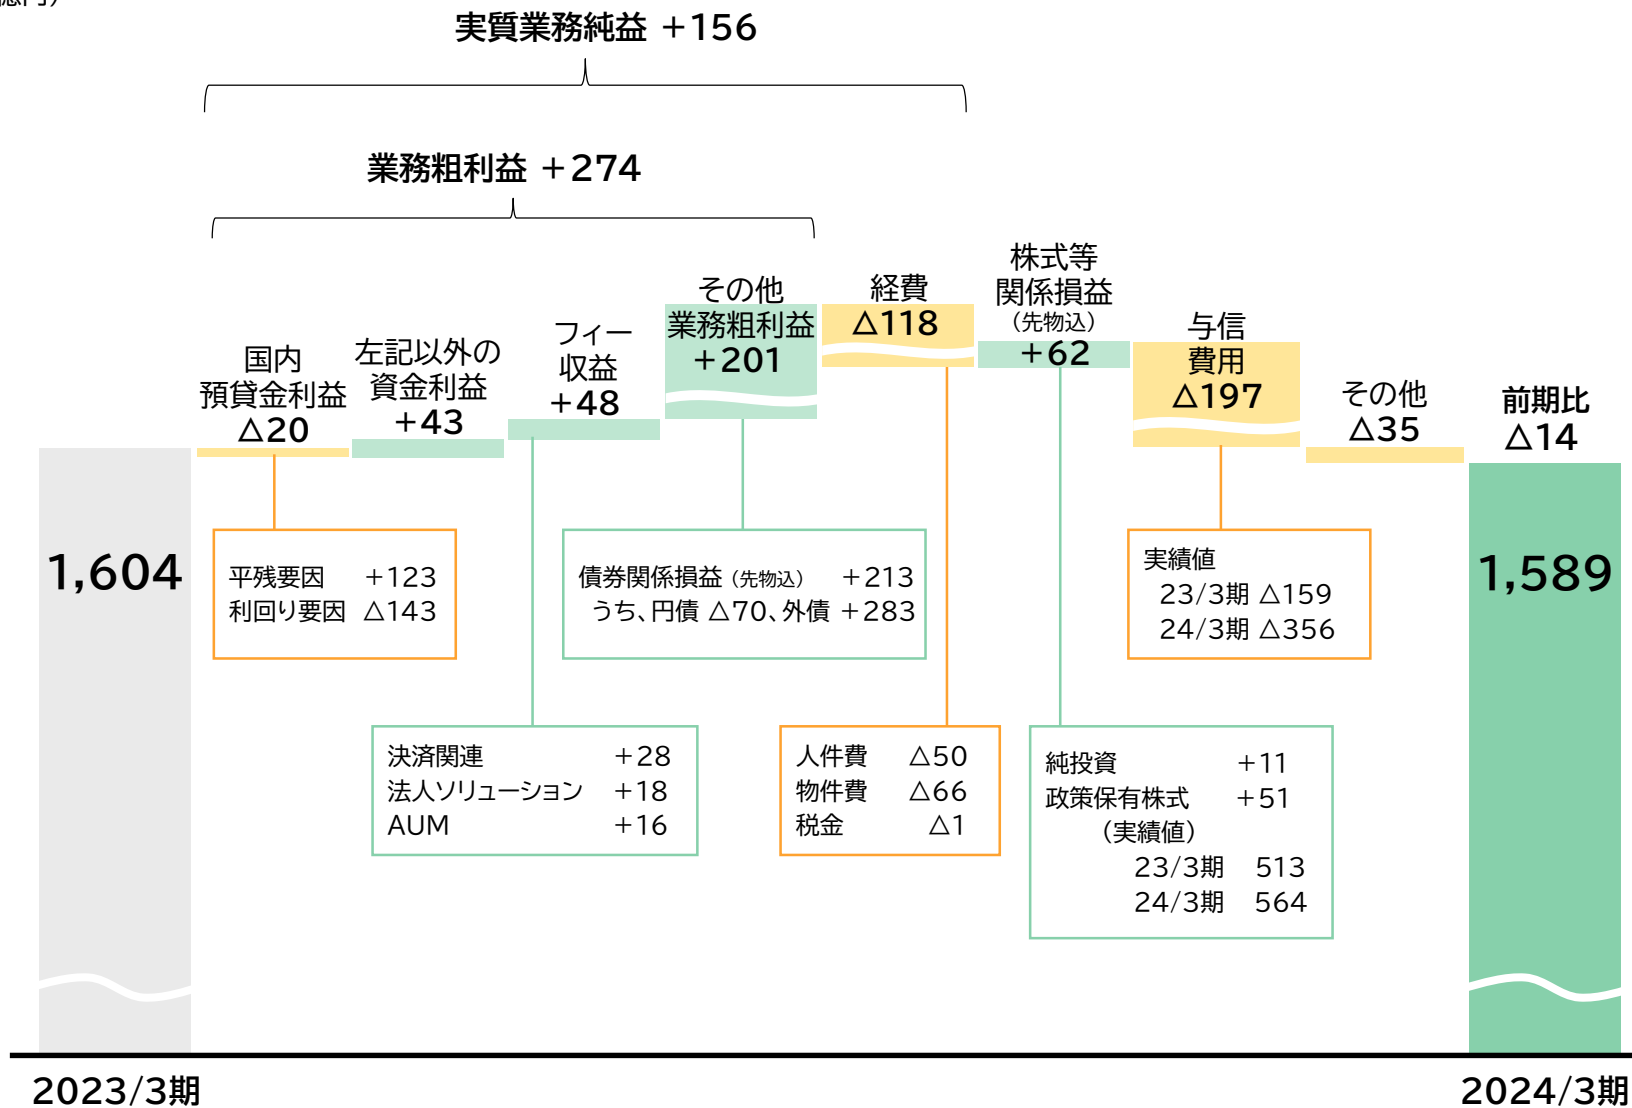 億円）
実質業務純益 +156
業務粗利益 +274
国内
預貸金利益
△20
左記以外の
資金利益
+43
フィー
収益
+48
その他
業務粗利益
+201
経費
△118
株式等
関係損益
（先物込）
+62
与信
費用
△197
その他
△35
前期比
△14
1,604
1,589
平残要因 +123
利回り要因 △143
債券関係損益（先物込） +213
うち、円債 △70、外債 +283
実績値
23/3期 △159
24/3期 △356
決済関連 +28
法人ソリューション +18
AUM +16
人件費 △50
物件費 △66
税金 △1
純投資 +11
政策保有株式 +51
（実績値）
23/3期 513
24/3期 564
2023/3期
2024/3期